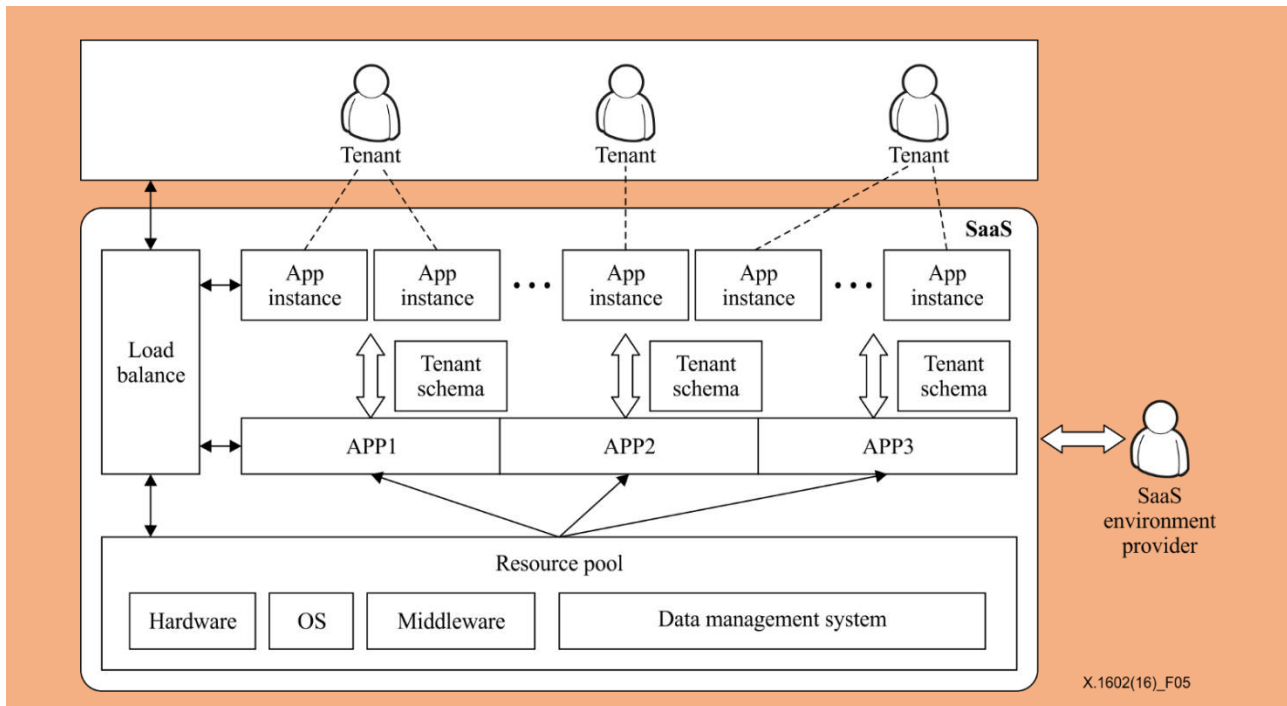 Tenant
Tenant
Tenant
SaaS
App
instance
App
instance
App
instance
App
instance
App
instance
Load
balance
Tenant
schema
Tenant
schema
Tenant
schema
APP1
APP2
APP3
SaaS
environment
provider
Resource pool
Hardware
OS
Middleware
Data management system
X.1602(16)_F05